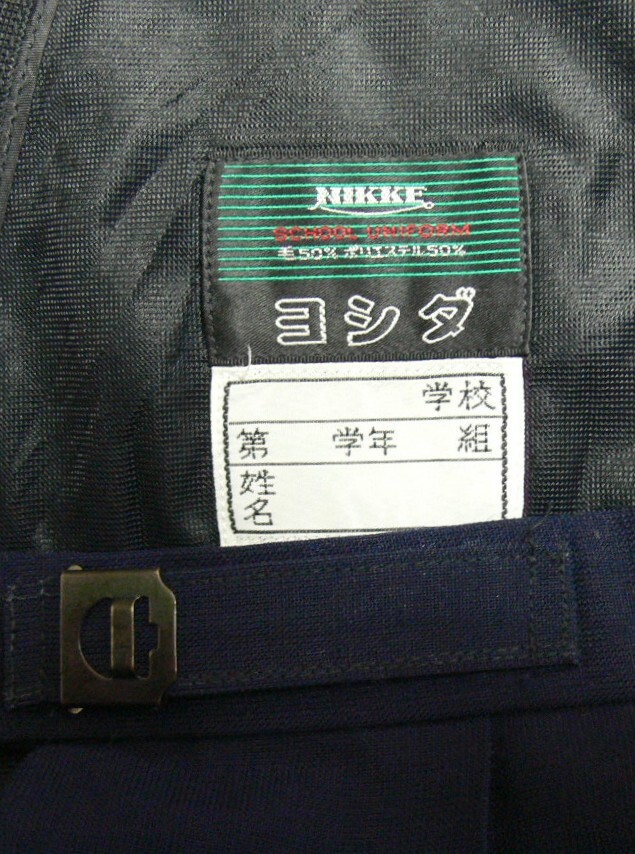 NIKKE
SCHOOL UNIFORM
毛50% ポリエステル50%
ヨシダ
学校
第 学年 組
姓名